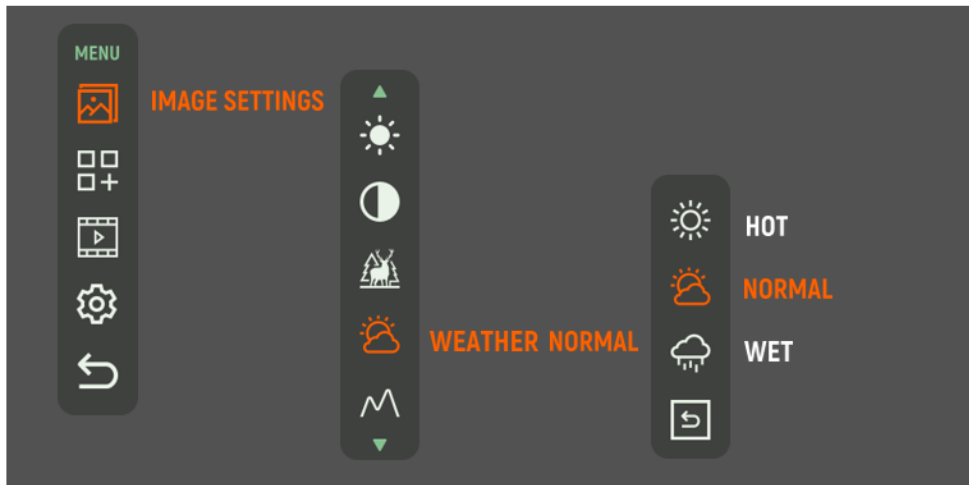 MENU
IMAGE SETTINGS
WEATHER NORMAL
HOT
NORMAL
WET